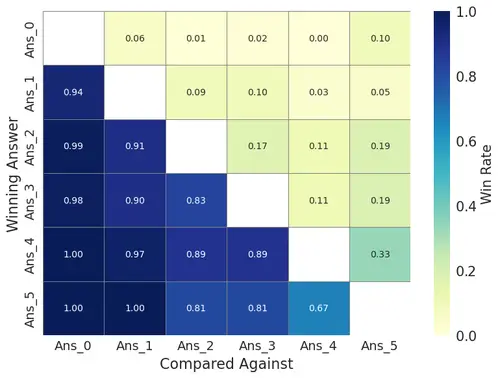 Ans_0 0.06 0.01 0.02 0.00 0.10
Ans_1 0.94 0.09 0.10 0.03 0.05
Ans_2 0.99 0.91 0.17 0.11 0.19
Ans_3 0.98 0.90 0.83 0.11 0.19
Ans_4 1.00 0.97 0.89 0.89 0.33
Ans_5 1.00 1.00 0.81 0.81 0.67
Ans_0 Ans_1 Ans_2 Ans_3 Ans_4 Ans_5
Compared Against
Winning Answer
1.0
0.8
0.6
0.4
0.2
0.0
Win Rate